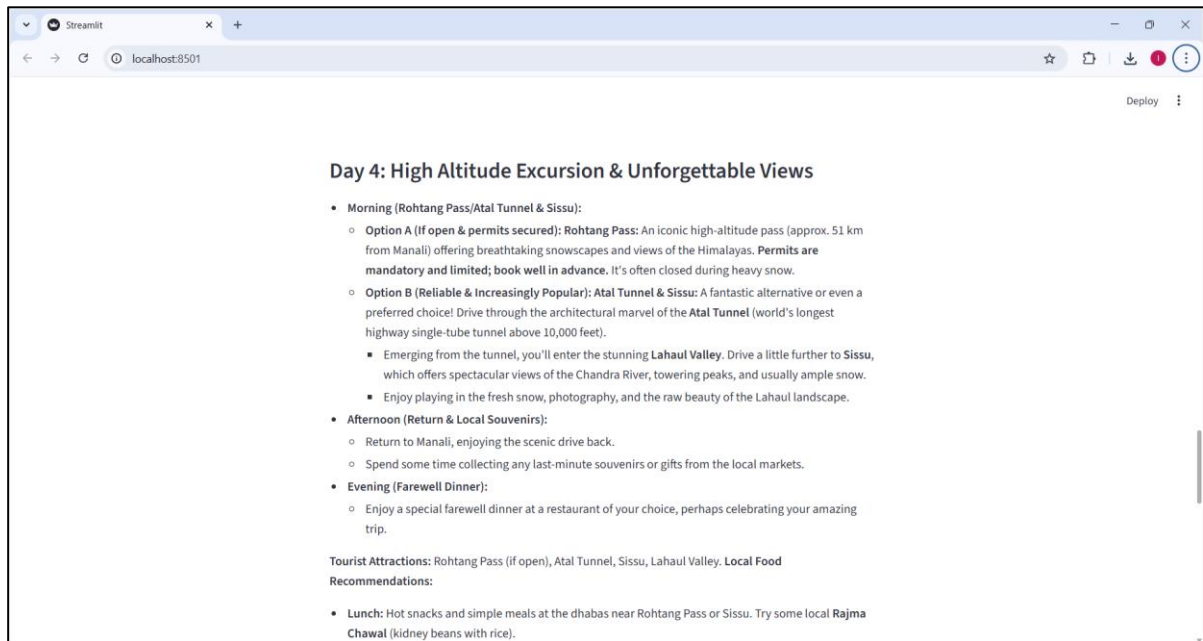 Streamlit
localhost:8501
Deploy
Day 4: High Altitude Excursion & Unforgettable Views
• Morning (Rohtang Pass/Atal Tunnel & Sissu):
○ Option A (If open & permits secured): Rohtang Pass: An iconic high-altitude pass (approx. 51 km
from Manali) offering breathtaking snowscapes and views of the Himalayas. Permits are
mandatory and limited; book well in advance. It's often closed during heavy snow.
○ Option B (Reliable & Increasingly Popular): Atal Tunnel & Sissu: A fantastic alternative or even a
preferred choice! Drive through the architectural marvel of the Atal Tunnel (world's longest
highway single-tube tunnel above 10,000 feet).
▪ Emerging from the tunnel, you'll enter the stunning Lahaul Valley. Drive a little further to Sissu,
which offers spectacular views of the Chandra River, towering peaks, and usually ample snow.
▪ Enjoy playing in the fresh snow, photography, and the raw beauty of the Lahaul landscape.
• Afternoon (Return & Local Souvenirs):
○ Return to Manali, enjoying the scenic drive back.
○ Spend some time collecting any last-minute souvenirs or gifts from the local markets.
• Evening (Farewell Dinner):
○ Enjoy a special farewell dinner at a restaurant of your choice, perhaps celebrating your amazing
trip.
Tourist Attractions: Rohtang Pass (if open), Atal Tunnel, Sissu, Lahaul Valley. Local Food
Recommendations:
• Lunch: Hot snacks and simple meals at the dhabas near Rohtang Pass or Sissu. Try some local Rajma
Chawal (kidney beans with rice).